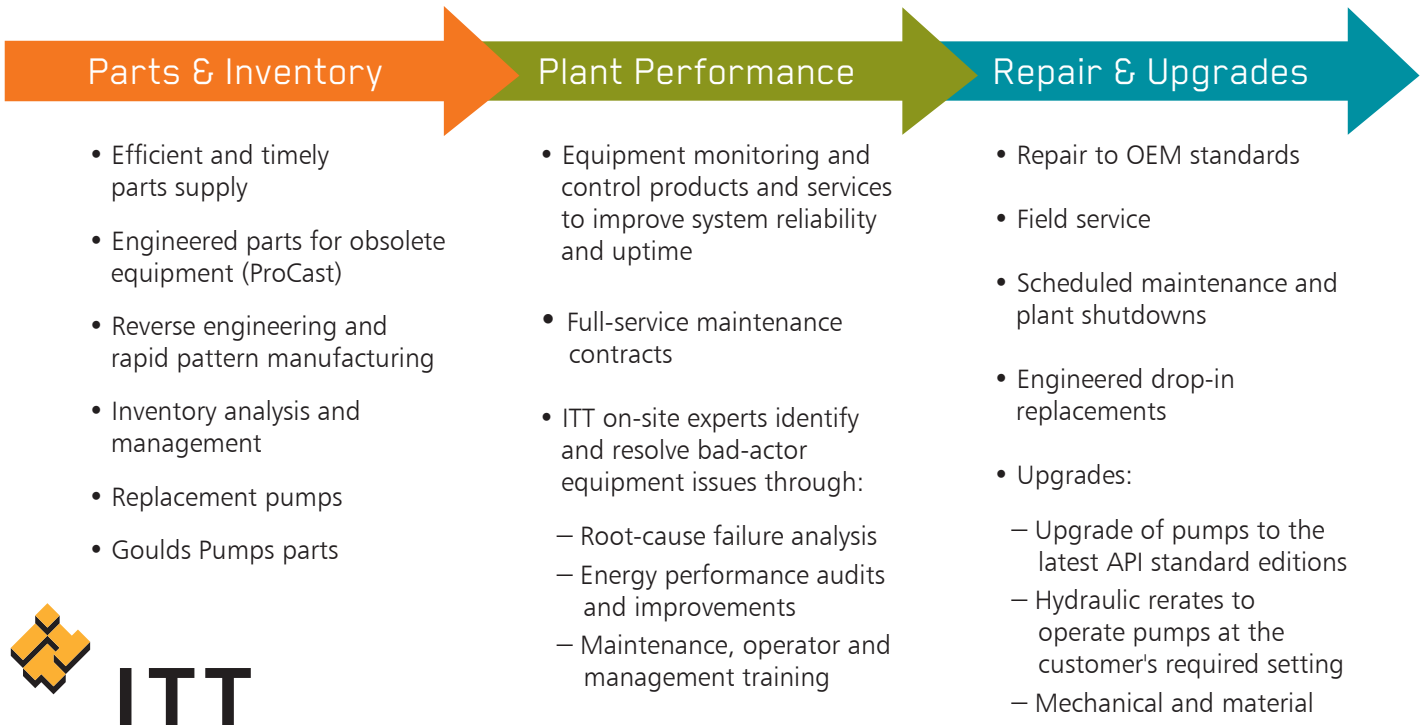 Parts & Inventory
• Efficient and timely
parts supply
• Engineered parts for obsolete
equipment (ProCast)
• Reverse engineering and
rapid pattern manufacturing
• Inventory analysis and
management
• Replacement pumps
• Goulds Pumps parts
Plant Performance
• Equipment monitoring and
control products and services
to improve system reliability
and uptime
• Full-service maintenance
contracts
• ITT on-site experts identify
and resolve bad-actor
equipment issues through:
– Root-cause failure analysis
– Energy performance audits
and improvements
– Maintenance, operator and
management training
Repair & Upgrades
• Repair to OEM standards
• Field service
• Scheduled maintenance and
plant shutdowns
• Engineered drop-in
replacements
• Upgrades:
– Upgrade of pumps to the
latest API standard editions
– Hydraulic rerates to
operate pumps at the
customer's required setting
– Mechanical and material
ITT